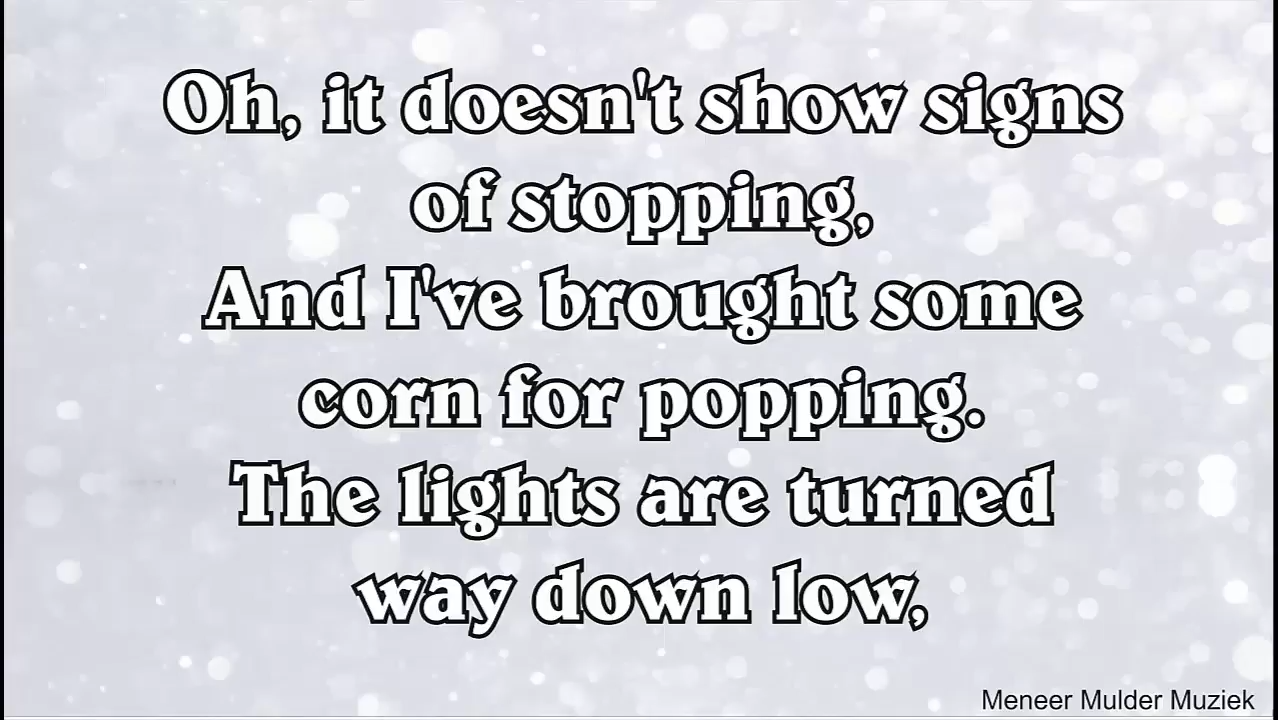 Oh, it doesn't show signs
of stopping,
And I've brought some
corn for popping.
The lights are turned
way down low,
Meneer Mulder Muziek